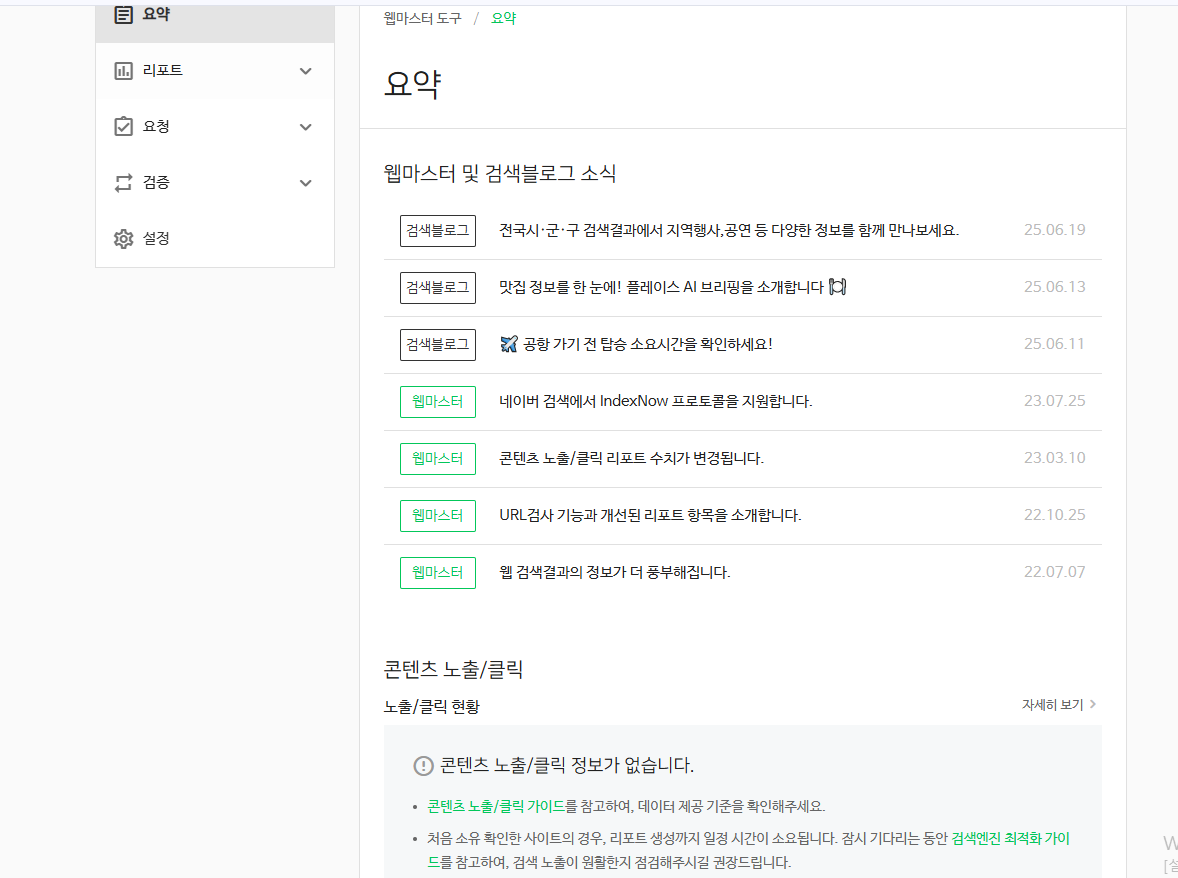 요약
리포트
요청
검증
설정
웹마스터 도구 / 요약
요약
웹마스터 및 검색블로그 소식
검색블로그 전국시·군·구 검색결과에서 지역행사,공연 등 다양한 정보를 함께 만나보세요. 25.06.19
검색블로그 맛집 정보를 한 눈에! 플레이스 AI 브리핑을 소개합니다 🍽 25.06.13
검색블로그 ✈️ 공항 가기 전 탑승 소요시간을 확인하세요! 25.06.11
웹마스터 네이버 검색에서 IndexNow 프로토콜을 지원합니다. 23.07.25
웹마스터 콘텐츠 노출/클릭 리포트 수치가 변경됩니다. 23.03.10
웹마스터 URL검사 기능과 개선된 리포트 항목을 소개합니다. 22.10.25
웹마스터 웹 검색결과의 정보가 더 풍부해집니다. 22.07.07
콘텐츠 노출/클릭
노출/클릭 현황 자세히 보기
콘텐츠 노출/클릭 정보가 없습니다.
• 콘텐츠 노출/클릭 가이드를 참고하여, 데이터 제공 기준을 확인해주세요.
• 처음 소유 확인한 사이트의 경우, 리포트 생성까지 일정 시간이 소요됩니다. 잠시 기다리는 동안 검색엔진 최적화 가이
드를 참고하여, 검색 노출이 원활한지 점검해주시길 권장드립니다.